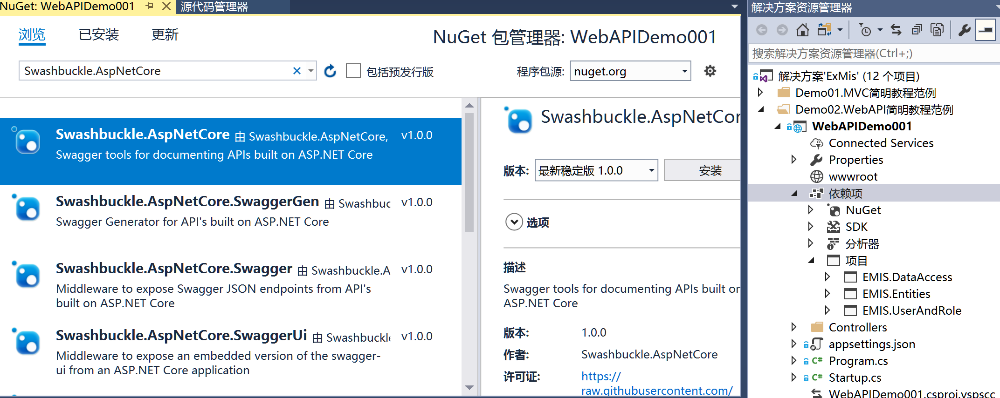 NuGet: WebAPIDemo001
源代码管理器
浏览
已安装
更新
NuGet 包管理器: WebAPIDemo001
Swashbuckle.AspNetCore
包括预发行版
程序包源:
nuget.org
Swashbuckle.AspNetCore 由 Swashbuckle.AspNetCore, v1.0.0
Swagger tools for documenting APIs built on ASP.NET Core
Swashbuckle.AspNetCore.SwaggerGen 由 Swashbuc v1.0.0
Swagger Generator for API's built on ASP.NET Core
Swashbuckle.AspNetCore.Swagger 由 Swashbuckle.A v1.0.0
Middleware to expose Swagger JSON endpoints from API's
built on ASP.NET Core
Swashbuckle.AspNetCore.SwaggerUi 由 Swashbuckle v1.0.0
Middleware to expose an embedded version of the swagger-
ui from an ASP.NET Core application
Swashbuckle.AspNetCor
版本:
最新稳定版 1.0.0
安装
选项
描述
Swagger tools for documenting APIs built on
ASP.NET Core
版本: 1.0.0
作者: Swashbuckle.AspNetCore
许可证: https://
raw.githubusercontent.com/
解决方案资源管理器
搜索解决方案资源管理器(Ctrl+;)
解决方案'ExMis' (12 个项目)
Demo01.MVC简明教程范例
Demo02.WebAPI简明教程范例
WebAPIDemo001
Connected Services
Properties
wwwroot
依赖项
NuGet
SDK
分析器
项目
EMIS.DataAccess
EMIS.Entities
EMIS.UserAndRole
Controllers
appsettings.json
C# Program.cs
C# Startup.cs
WebAPIDemo001.csproj.vspscc